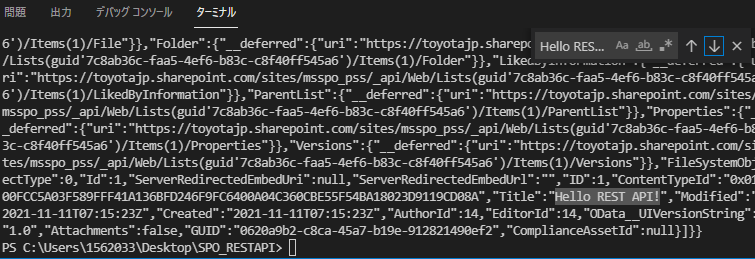 問題 出力 デバッグ コンソール ターミナル
Hello RES... Aa ab .*
6')/Items(1)/File"}},"Folder":{"__deferred":{"uri":"https://toyotajp.sharepo
/Lists(guid'7c8ab36c-faa5-4ef6-b83c-c8f40ff545a6')/Items(1)/Folder"}},"LikedByInformation":{"__deferred":{"u
ri":"https://toyotajp.sharepoint.com/sites/msspo_pss/_api/Web/Lists(guid'7c8ab36c-faa5-4ef6-b83c-c8f40ff545a
6')/Items(1)/LikedByInformation"}},"ParentList":{"__deferred":{"uri":"https://toyotajp.sharepoint.com/sites/
msspo_pss/_api/Web/Lists(guid'7c8ab36c-faa5-4ef6-b83c-c8f40ff545a6')/Items(1)/ParentList"}},"Properties":{"_
_deferred":{"uri":"https://toyotajp.sharepoint.com/sites/msspo_pss/_api/Web/Lists(guid'7c8ab36c-faa5-4ef6-b8
3c-c8f40ff545a6')/Items(1)/Properties"}},"Versions":{"__deferred":{"uri":"https://toyotajp.sharepoint.com/si
tes/msspo_pss/_api/Web/Lists(guid'7c8ab36c-faa5-4ef6-b83c-c8f40ff545a6')/Items(1)/Versions"}},"FileSystemObj
ectType":0,"Id":1,"ServerRedirectedEmbedUri":null,"ServerRedirectedEmbedUrl":"","ID":1,"ContentTypeId":"0x01
00FCC5A03F589FFF41A136BFD246F9FC6400A04C360CBE55F54BA18023D9119CD08A","Title":"Hello REST API!","Modified":"
2021-11-11T07:15:23Z","Created":"2021-11-11T07:15:23Z","AuthorId":14,"EditorId":14,"OData__UIVersionString":
"1.0","Attachments":false,"GUID":"0620a9b2-c8ca-45a7-b19e-912821490ef2","ComplianceAssetId":null}]}}
PS C:\Users\1562033\Desktop\SPO_RESTAPI>